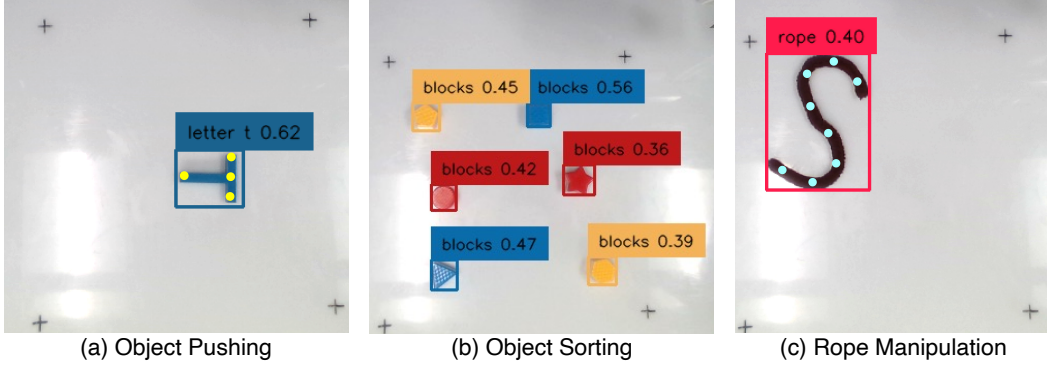 letter t 0.62
blocks 0.45
blocks 0.56
blocks 0.42
blocks 0.36
blocks 0.47
blocks 0.39
rope 0.40
(a) Object Pushing
(b) Object Sorting
(c) Rope Manipulation